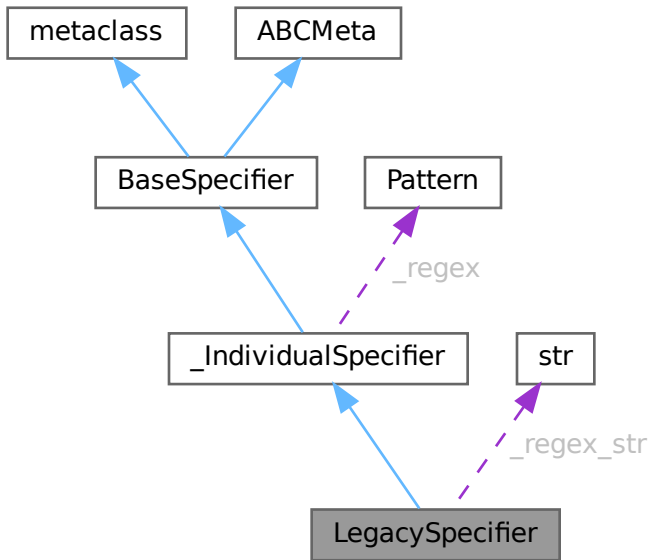 metaclass
ABCMeta
BaseSpecifier
Pattern
_regex
_IndividualSpecifier
str
_regex_str
LegacySpecifier